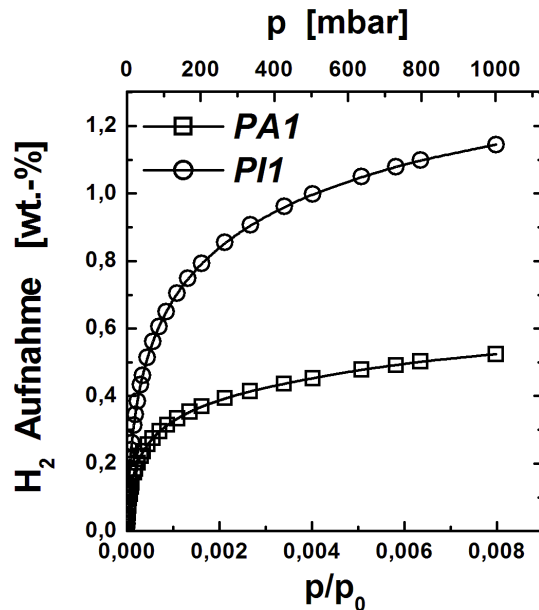 p [mbar]
0 200 400 600 800 1000
H₂ Aufnahme [wt.-%]
1,2
1,0
0,8
0,6
0,4
0,2
0,0
PA1
PI1
0,000 0,002 0,004 0,006 0,008
p/p₀